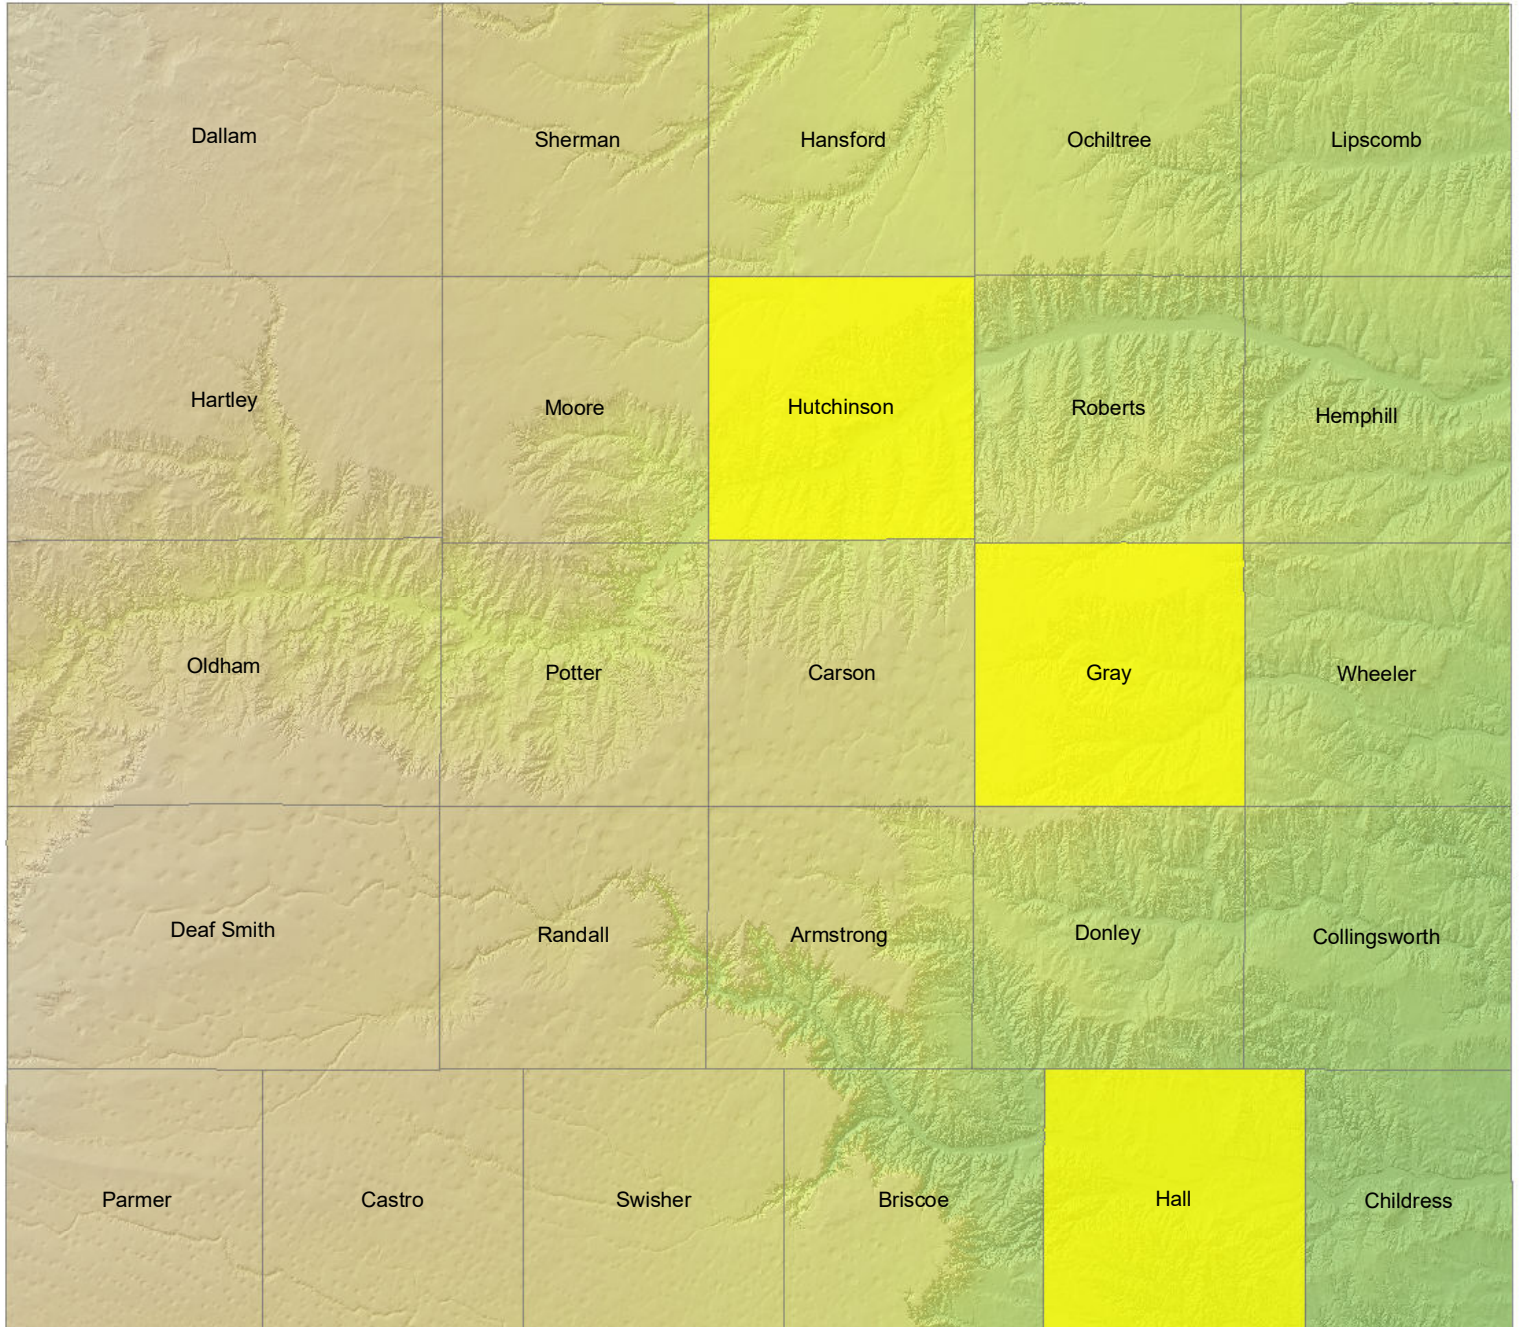 Dallam
Sherman
Hansford
Ochiltree
Lipscomb
Hartley
Moore
Hutchinson
Roberts
Hemphill
Oldham
Potter
Carson
Gray
Wheeler
Deaf Smith
Randall
Armstrong
Donley
Collingsworth
Parmer
Castro
Swisher
Briscoe
Hall
Childress